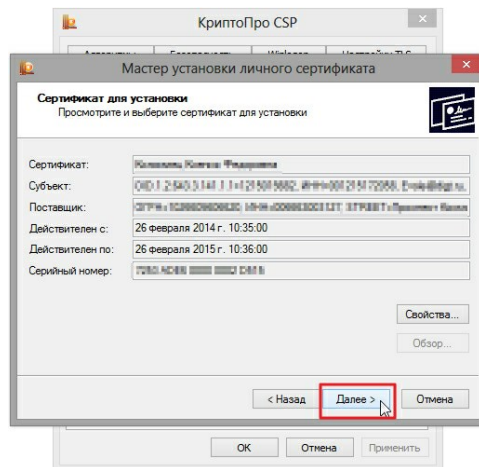 КриптоПро CSP
Мастер установки личного сертификата
Сертификат для установки
Просмотрите и выберите сертификат для установки
Сертификат:
Субъект:
Поставщик:
Действителен с: 26 февраля 2014 г. 10:35:00
Действителен по: 26 февраля 2015 г. 10:36:00
Серийный номер:
Свойства...
Обзор...
< Назад Далее > Отмена
ОК Отмена Применить